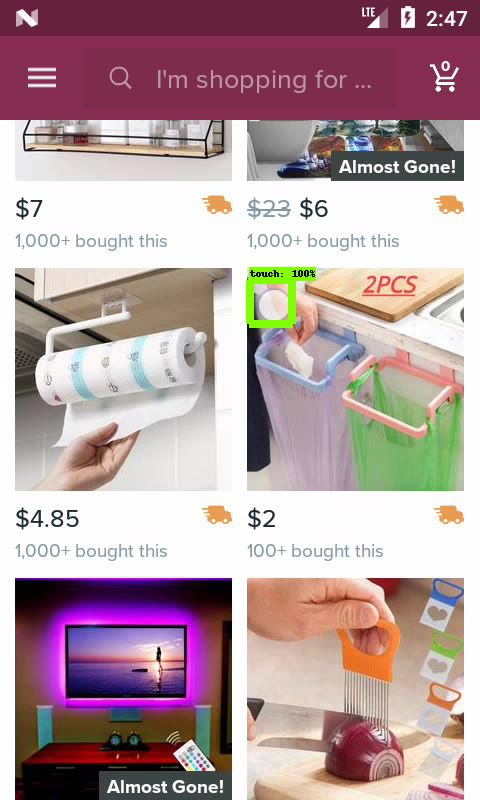 LTE 2:47
I'm shopping for ...
0
Almost Gone!
$7
$23 $6
1,000+ bought this
1,000+ bought this
touch: 100%
2PCS
$4.85
$2
1,000+ bought this
100+ bought this
Almost Gone!